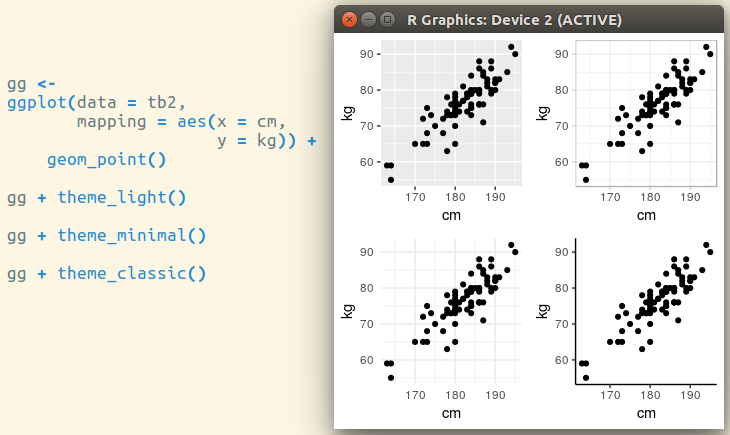 gg <-
ggplot(data = tb2,
       mapping = aes(x = cm,
                     y = kg)) +
    geom_point()
gg + theme_light()
gg + theme_minimal()
gg + theme_classic()
R Graphics: Device 2 (ACTIVE)
90
80
70
60
kg
170 180 190
cm
90
80
70
60
kg
170 180 190
cm
90
80
70
60
kg
170 180 190
cm
90
80
70
60
kg
170 180 190
cm